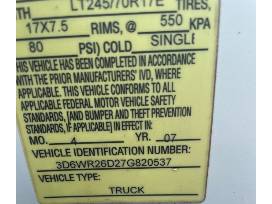 TH LT245/70R17E TIRES,
17X7.5 RIMS, @ 550 KPA
80 PSI) COLD SINGLE
THIS VEHICLE HAS BEEN COMPLETED IN ACCORDANCE
WITH THE PRIOR MANUFACTURERS' IVD, WHERE
APPLICABLE. THIS VEHICLE CONFORMS TO ALL
APPLICABLE FEDERAL MOTOR VEHICLE SAFETY
STANDARDS, [AND BUMPER AND THEFT PREVENTION
STANDARDS, IF APPLICABLE] IN EFFECT IN
MO. 4 YR. 07
VEHICLE IDENTIFICATION NUMBER:
3D6WR26D27G820537
VEHICLE TYPE:
TRUCK